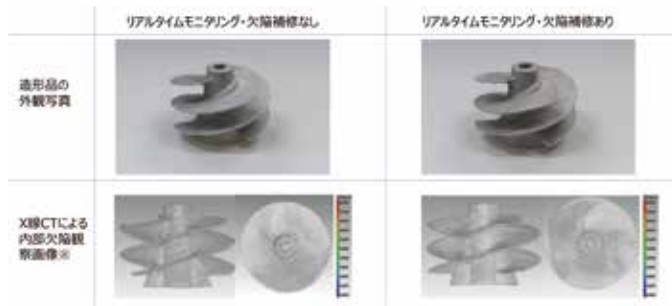 リアルタイムモニタリング・欠陥補修なし
リアルタイムモニタリング・欠陥補修あり
造形品の
外観写真
X線CTによる
内部欠陥観
察画像※